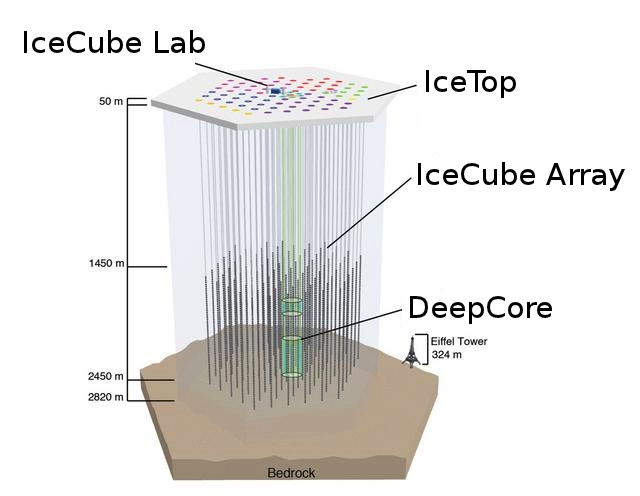 IceCube Lab
IceTop
50 m
IceCube Array
1450 m
DeepCore
Eiffel Tower
324 m
2450 m
2820 m
Bedrock